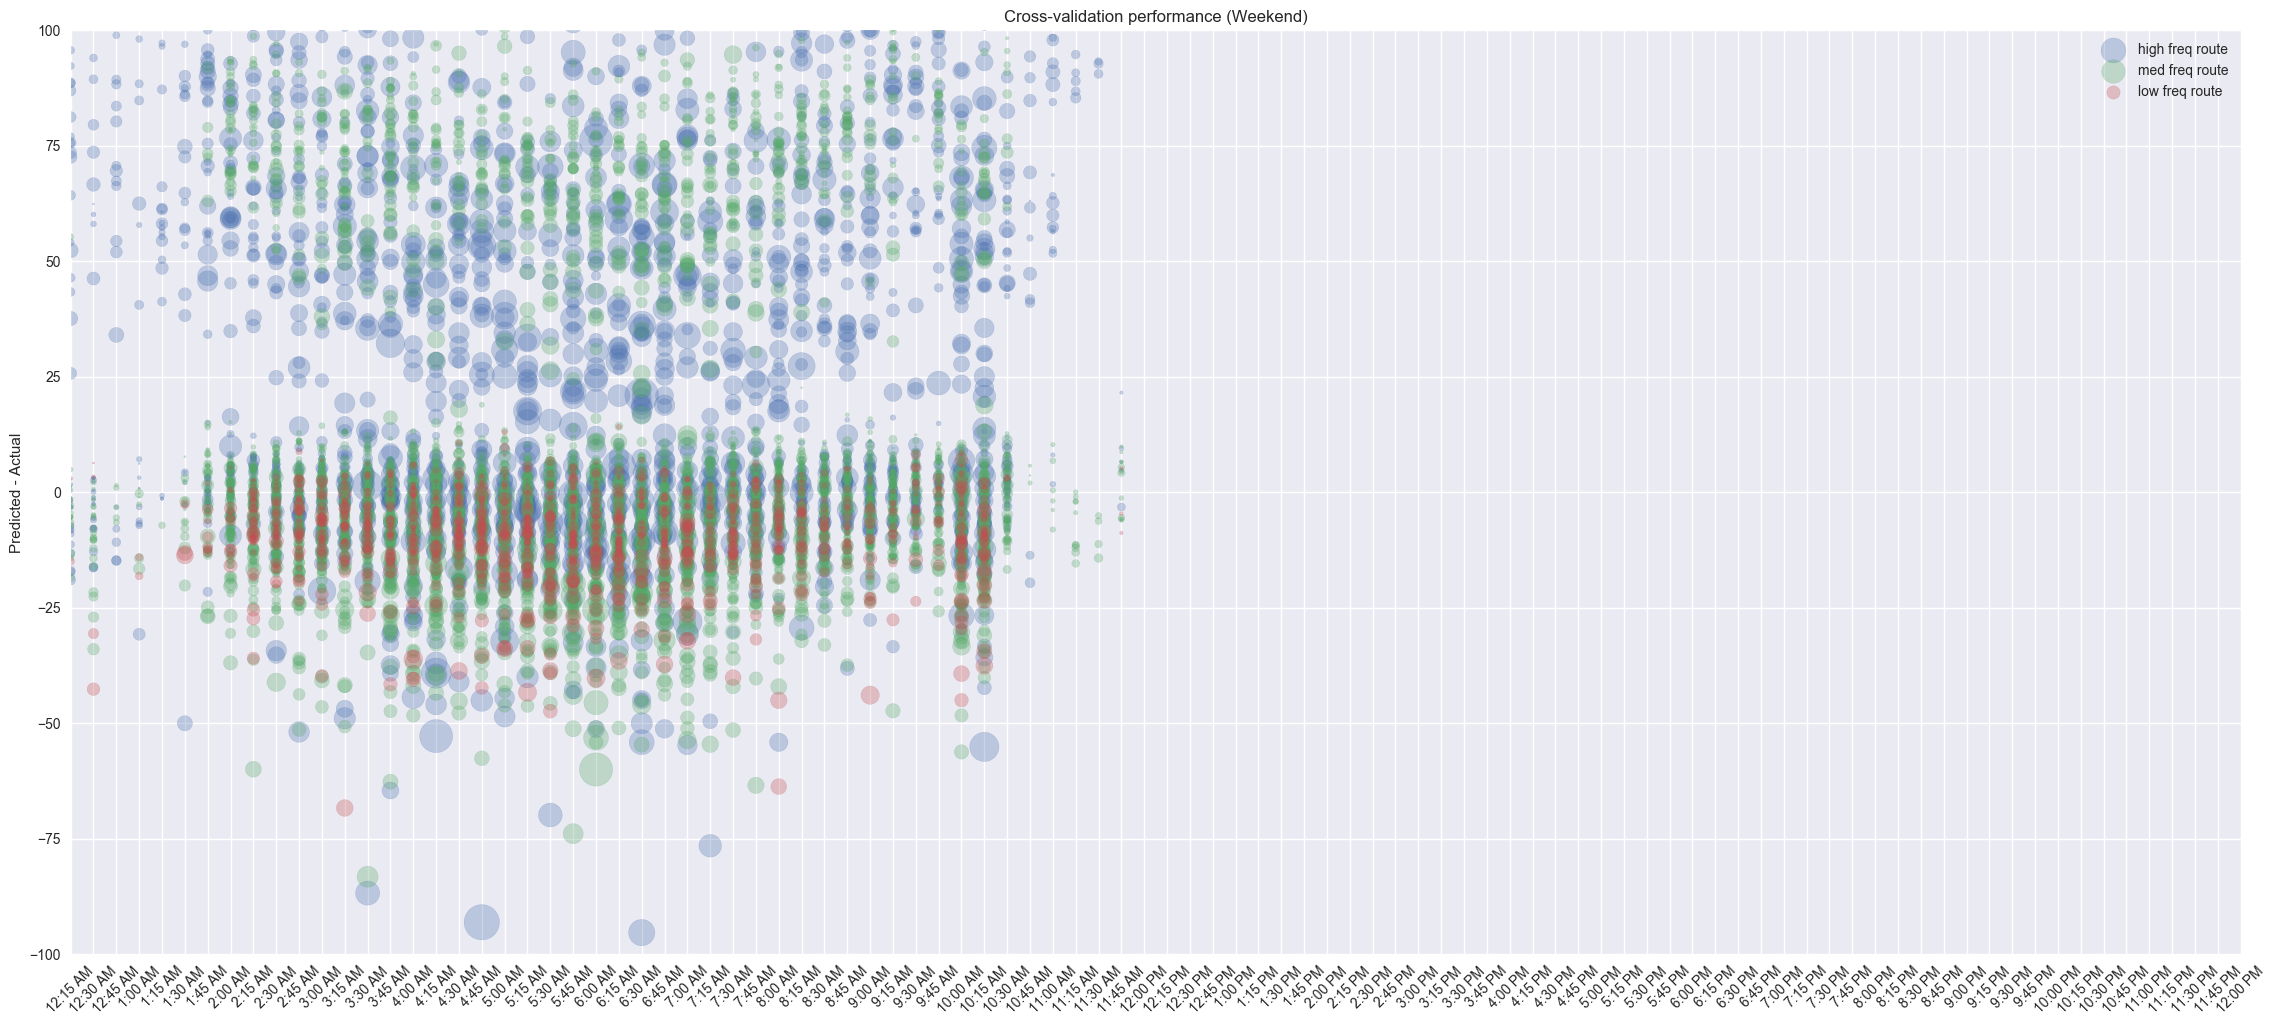 Cross-validation performance (Weekend)
high freq route
med freq route
low freq route
Predicted - Actual
100
75
50
25
0
−25
−50
−75
−100
12:15 AM
12:30 AM
12:45 AM
1:00 AM
1:15 AM
1:30 AM
1:45 AM
2:00 AM
2:15 AM
2:30 AM
2:45 AM
3:00 AM
3:15 AM
3:30 AM
3:45 AM
4:00 AM
4:15 AM
4:30 AM
4:45 AM
5:00 AM
5:15 AM
5:30 AM
5:45 AM
6:00 AM
6:15 AM
6:30 AM
6:45 AM
7:00 AM
7:15 AM
7:30 AM
7:45 AM
8:00 AM
8:15 AM
8:30 AM
8:45 AM
9:00 AM
9:15 AM
9:30 AM
9:45 AM
10:00 AM
10:15 AM
10:30 AM
10:45 AM
11:00 AM
11:15 AM
11:30 AM
11:45 AM
12:00 PM
12:15 PM
12:30 PM
12:45 PM
1:00 PM
1:15 PM
1:30 PM
1:45 PM
2:00 PM
2:15 PM
2:30 PM
2:45 PM
3:00 PM
3:15 PM
3:30 PM
3:45 PM
4:00 PM
4:15 PM
4:30 PM
4:45 PM
5:00 PM
5:15 PM
5:30 PM
5:45 PM
6:00 PM
6:15 PM
6:30 PM
6:45 PM
7:00 PM
7:15 PM
7:30 PM
7:45 PM
8:00 PM
8:15 PM
8:30 PM
8:45 PM
9:00 PM
9:15 PM
9:30 PM
9:45 PM
10:00 PM
10:15 PM
10:30 PM
10:45 PM
11:00 PM
11:15 PM
11:30 PM
11:45 PM
12:00 PM